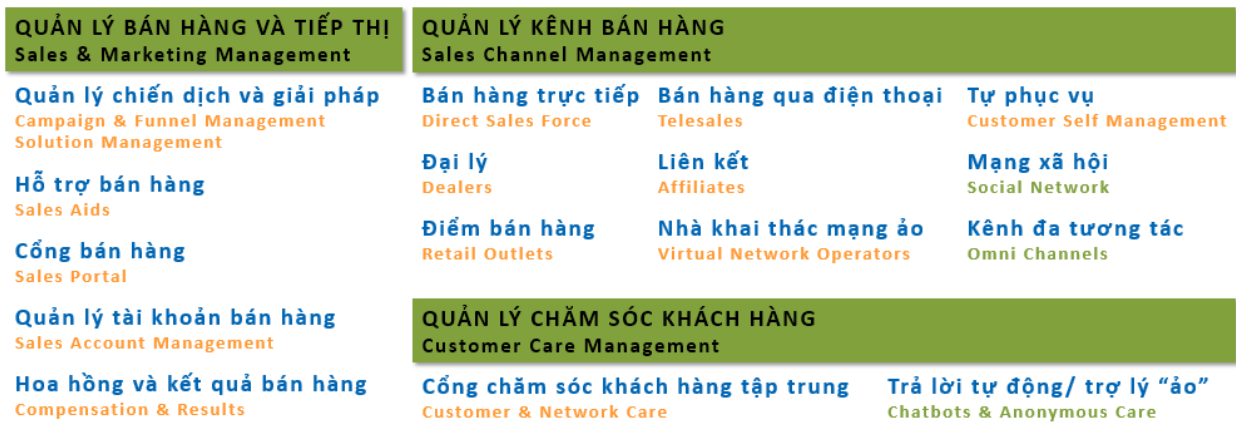 QUẢN LÝ BÁN HÀNG VÀ TIẾP THỊ
Sales & Marketing Management
Quản lý chiến dịch và giải pháp
Campaign & Funnel Management
Solution Management
Hỗ trợ bán hàng
Sales Aids
Cổng bán hàng
Sales Portal
Quản lý tài khoản bán hàng
Sales Account Management
Hoa hồng và kết quả bán hàng
Compensation & Results
QUẢN LÝ KÊNH BÁN HÀNG
Sales Channel Management
Bán hàng trực tiếp
Direct Sales Force
Bán hàng qua điện thoại
Telesales
Tự phục vụ
Customer Self Management
Đại lý
Dealers
Liên kết
Affiliates
Mạng xã hội
Social Network
Điểm bán hàng
Retail Outlets
Nhà khai thác mạng ảo
Virtual Network Operators
Kênh đa tương tác
Omni Channels
QUẢN LÝ CHĂM SÓC KHÁCH HÀNG
Customer Care Management
Cổng chăm sóc khách hàng tập trung
Customer & Network Care
Trả lời tự động/ trợ lý “ảo”
Chatbots & Anonymous Care